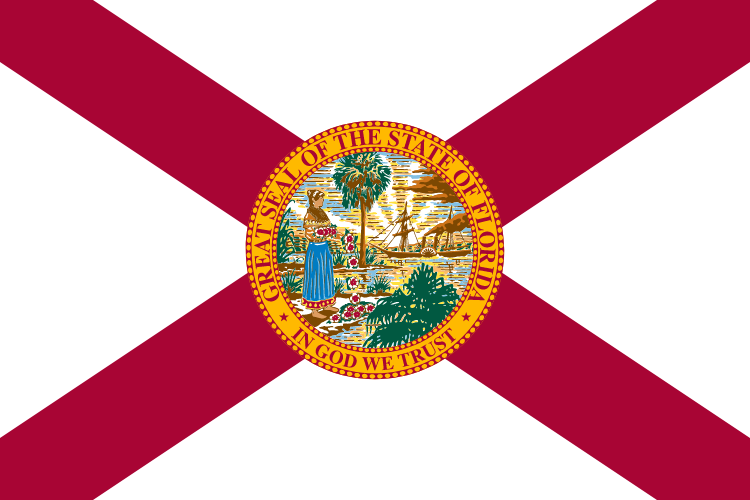 GREAT SEAL OF THE STATE OF FLORIDA
IN GOD WE TRUST